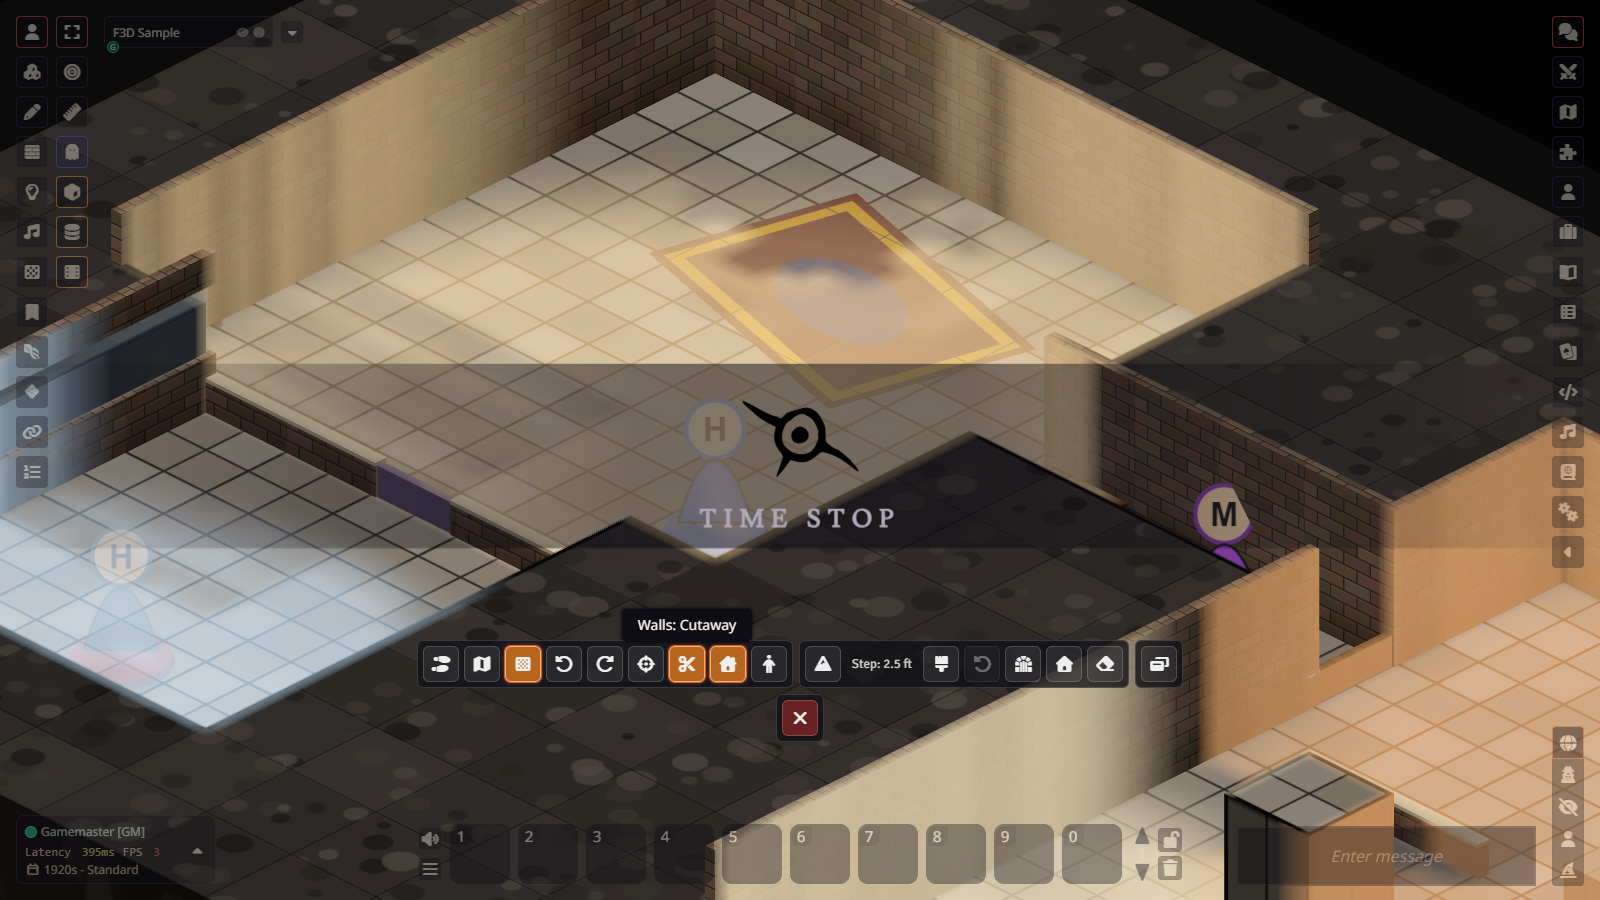 F3D Sample
G
H
TIME STOP
M
H
Walls: Cutaway
Step: 2.5 ft
Gamemaster [GM]
Latency 395ms FPS 3
1920s - Standard
1 2 3 4 5 6 7 8 9 0
Enter message